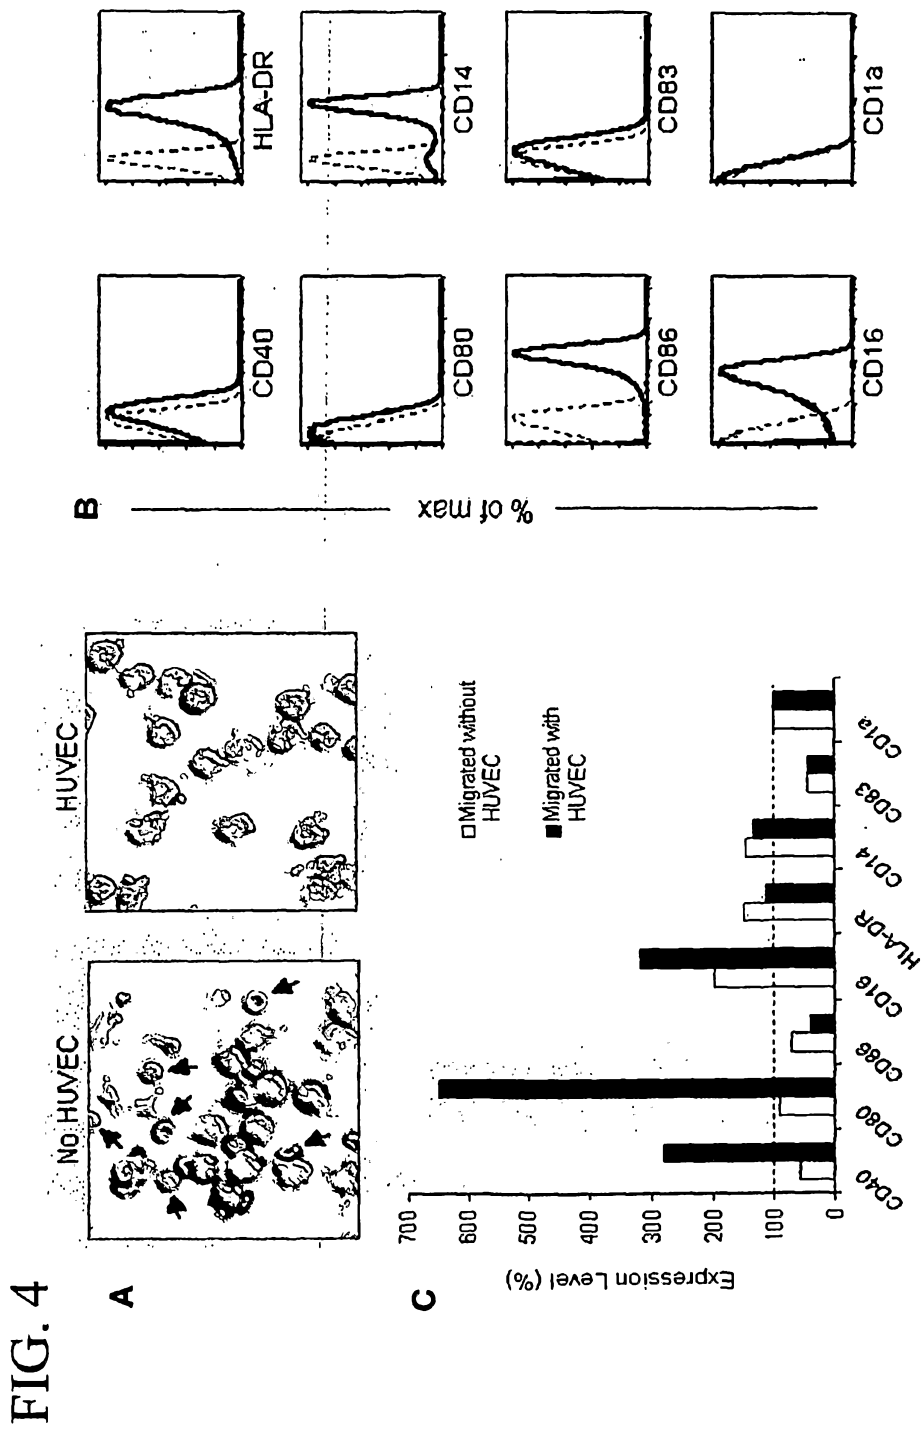 FIG. 4
A
No HUVEC
HUVEC
B
% of max
CD40
HLA-DR
CD80
CD14
CD86
CD83
CD16
CD1a
C
Expression Level (%)
700
600
500
400
300
200
100
0
Migrated without
HUVEC
Migrated with
HUVEC
CD40
CD80
CD86
CD16
HLA-DR
CD14
CD83
CD1a